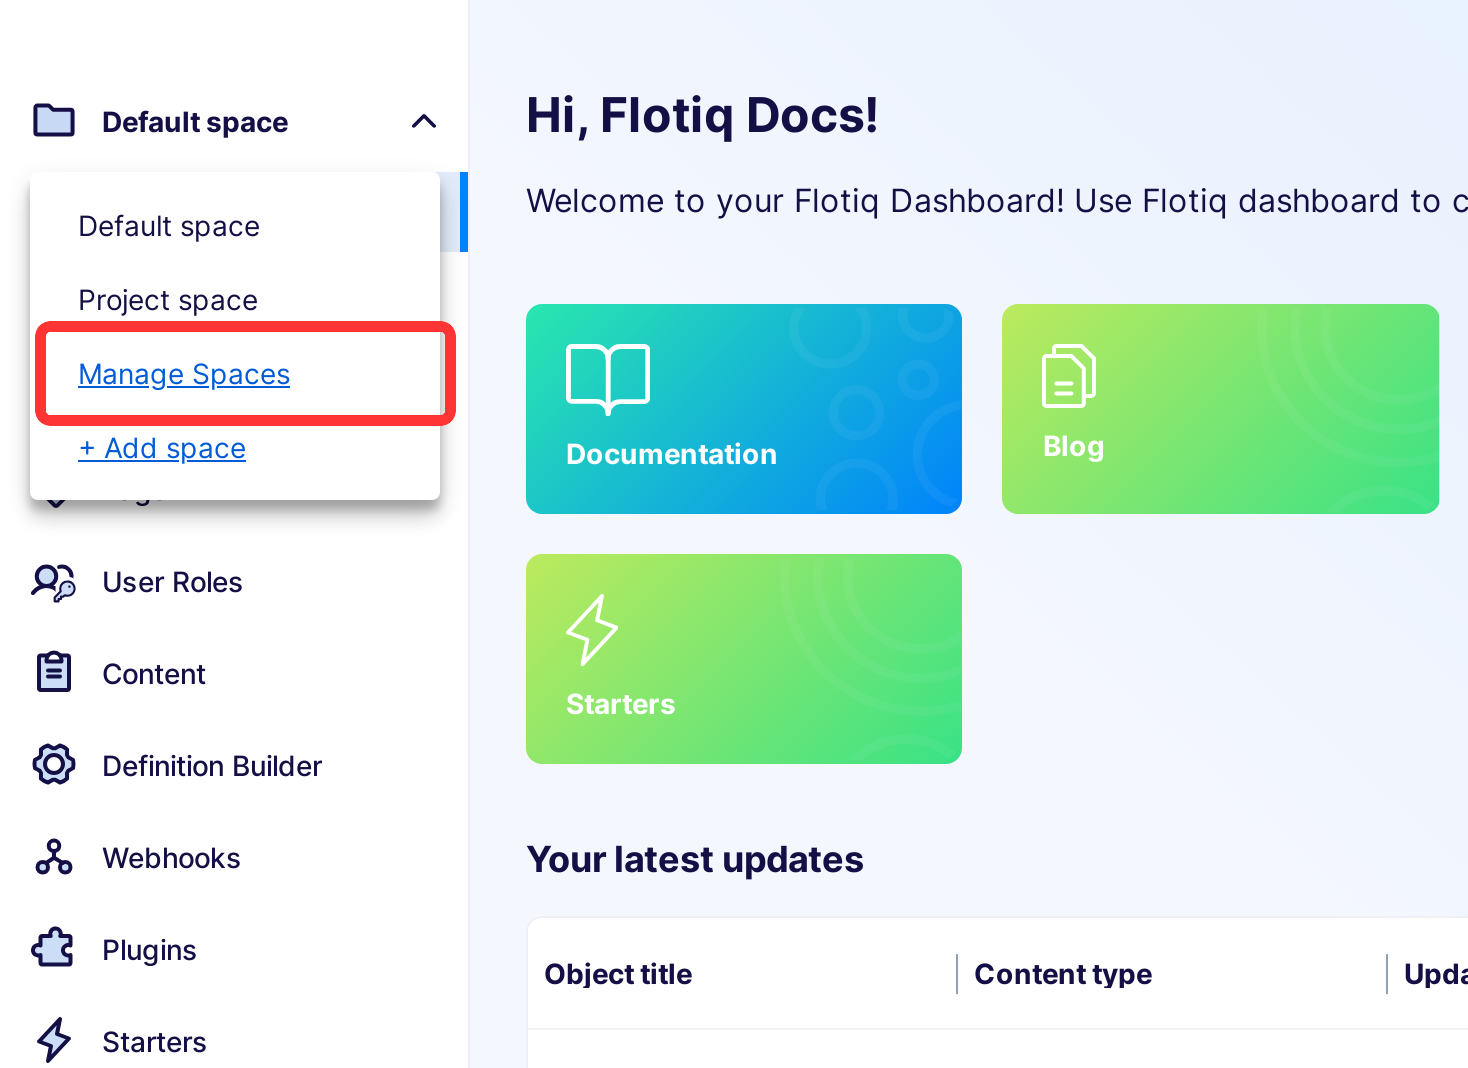 Default space
Default space
Project space
Manage Spaces
+ Add space
User Roles
Content
Definition Builder
Webhooks
Plugins
Starters
Hi, Flotiq Docs!
Welcome to your Flotiq Dashboard! Use Flotiq dashboard to c
Documentation
Blog
Starters
Your latest updates
Object title
Content type
Upda